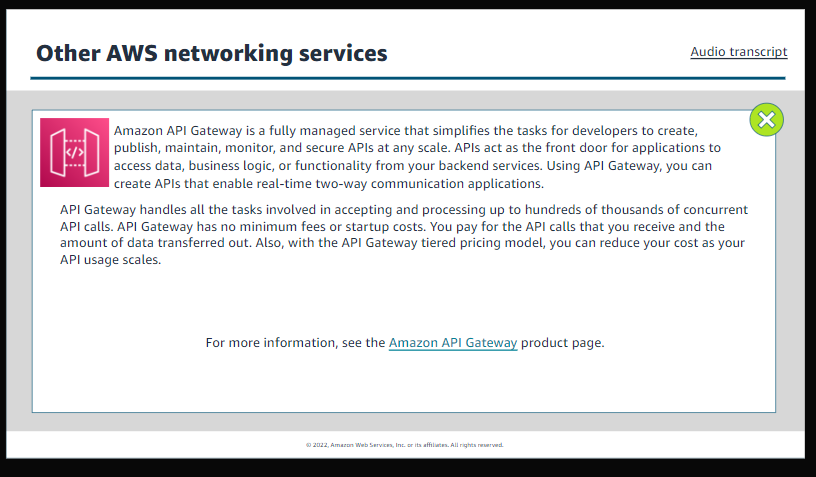 Other AWS networking services
Audio transcript
Amazon API Gateway is a fully managed service that simplifies the tasks for developers to create,
publish, maintain, monitor, and secure APIs at any scale. APIs act as the front door for applications to
access data, business logic, or functionality from your backend services. Using API Gateway, you can
create APIs that enable real-time two-way communication applications.
API Gateway handles all the tasks involved in accepting and processing up to hundreds of thousands of concurrent
API calls. API Gateway has no minimum fees or startup costs. You pay for the API calls that you receive and the
amount of data transferred out. Also, with the API Gateway tiered pricing model, you can reduce your cost as your
API usage scales.
For more information, see the Amazon API Gateway product page.
© 2022, Amazon Web Services, Inc. or its affiliates. All rights reserved.